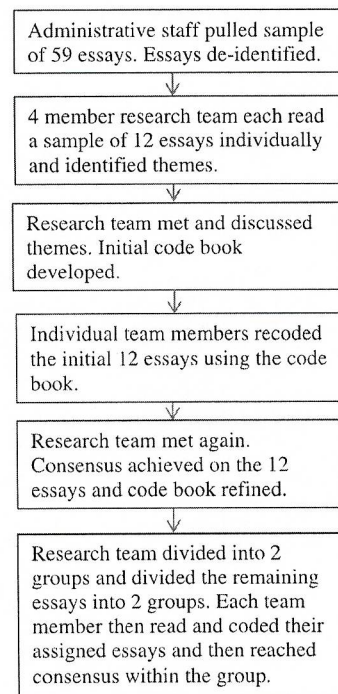 Administrative staff pulled sample
of 59 essays. Essays de-identified.
4 member research team each read
a sample of 12 essays individually
and identified themes.
Research team met and discussed
themes. Initial code book
developed.
Individual team members recoded
the initial 12 essays using the code
book.
Research team met again.
Consensus achieved on the 12
essays and code book refined.
Research team divided into 2
groups and divided the remaining
essays into 2 groups. Each team
member then read and coded their
assigned essays and then reached
consensus within the group.